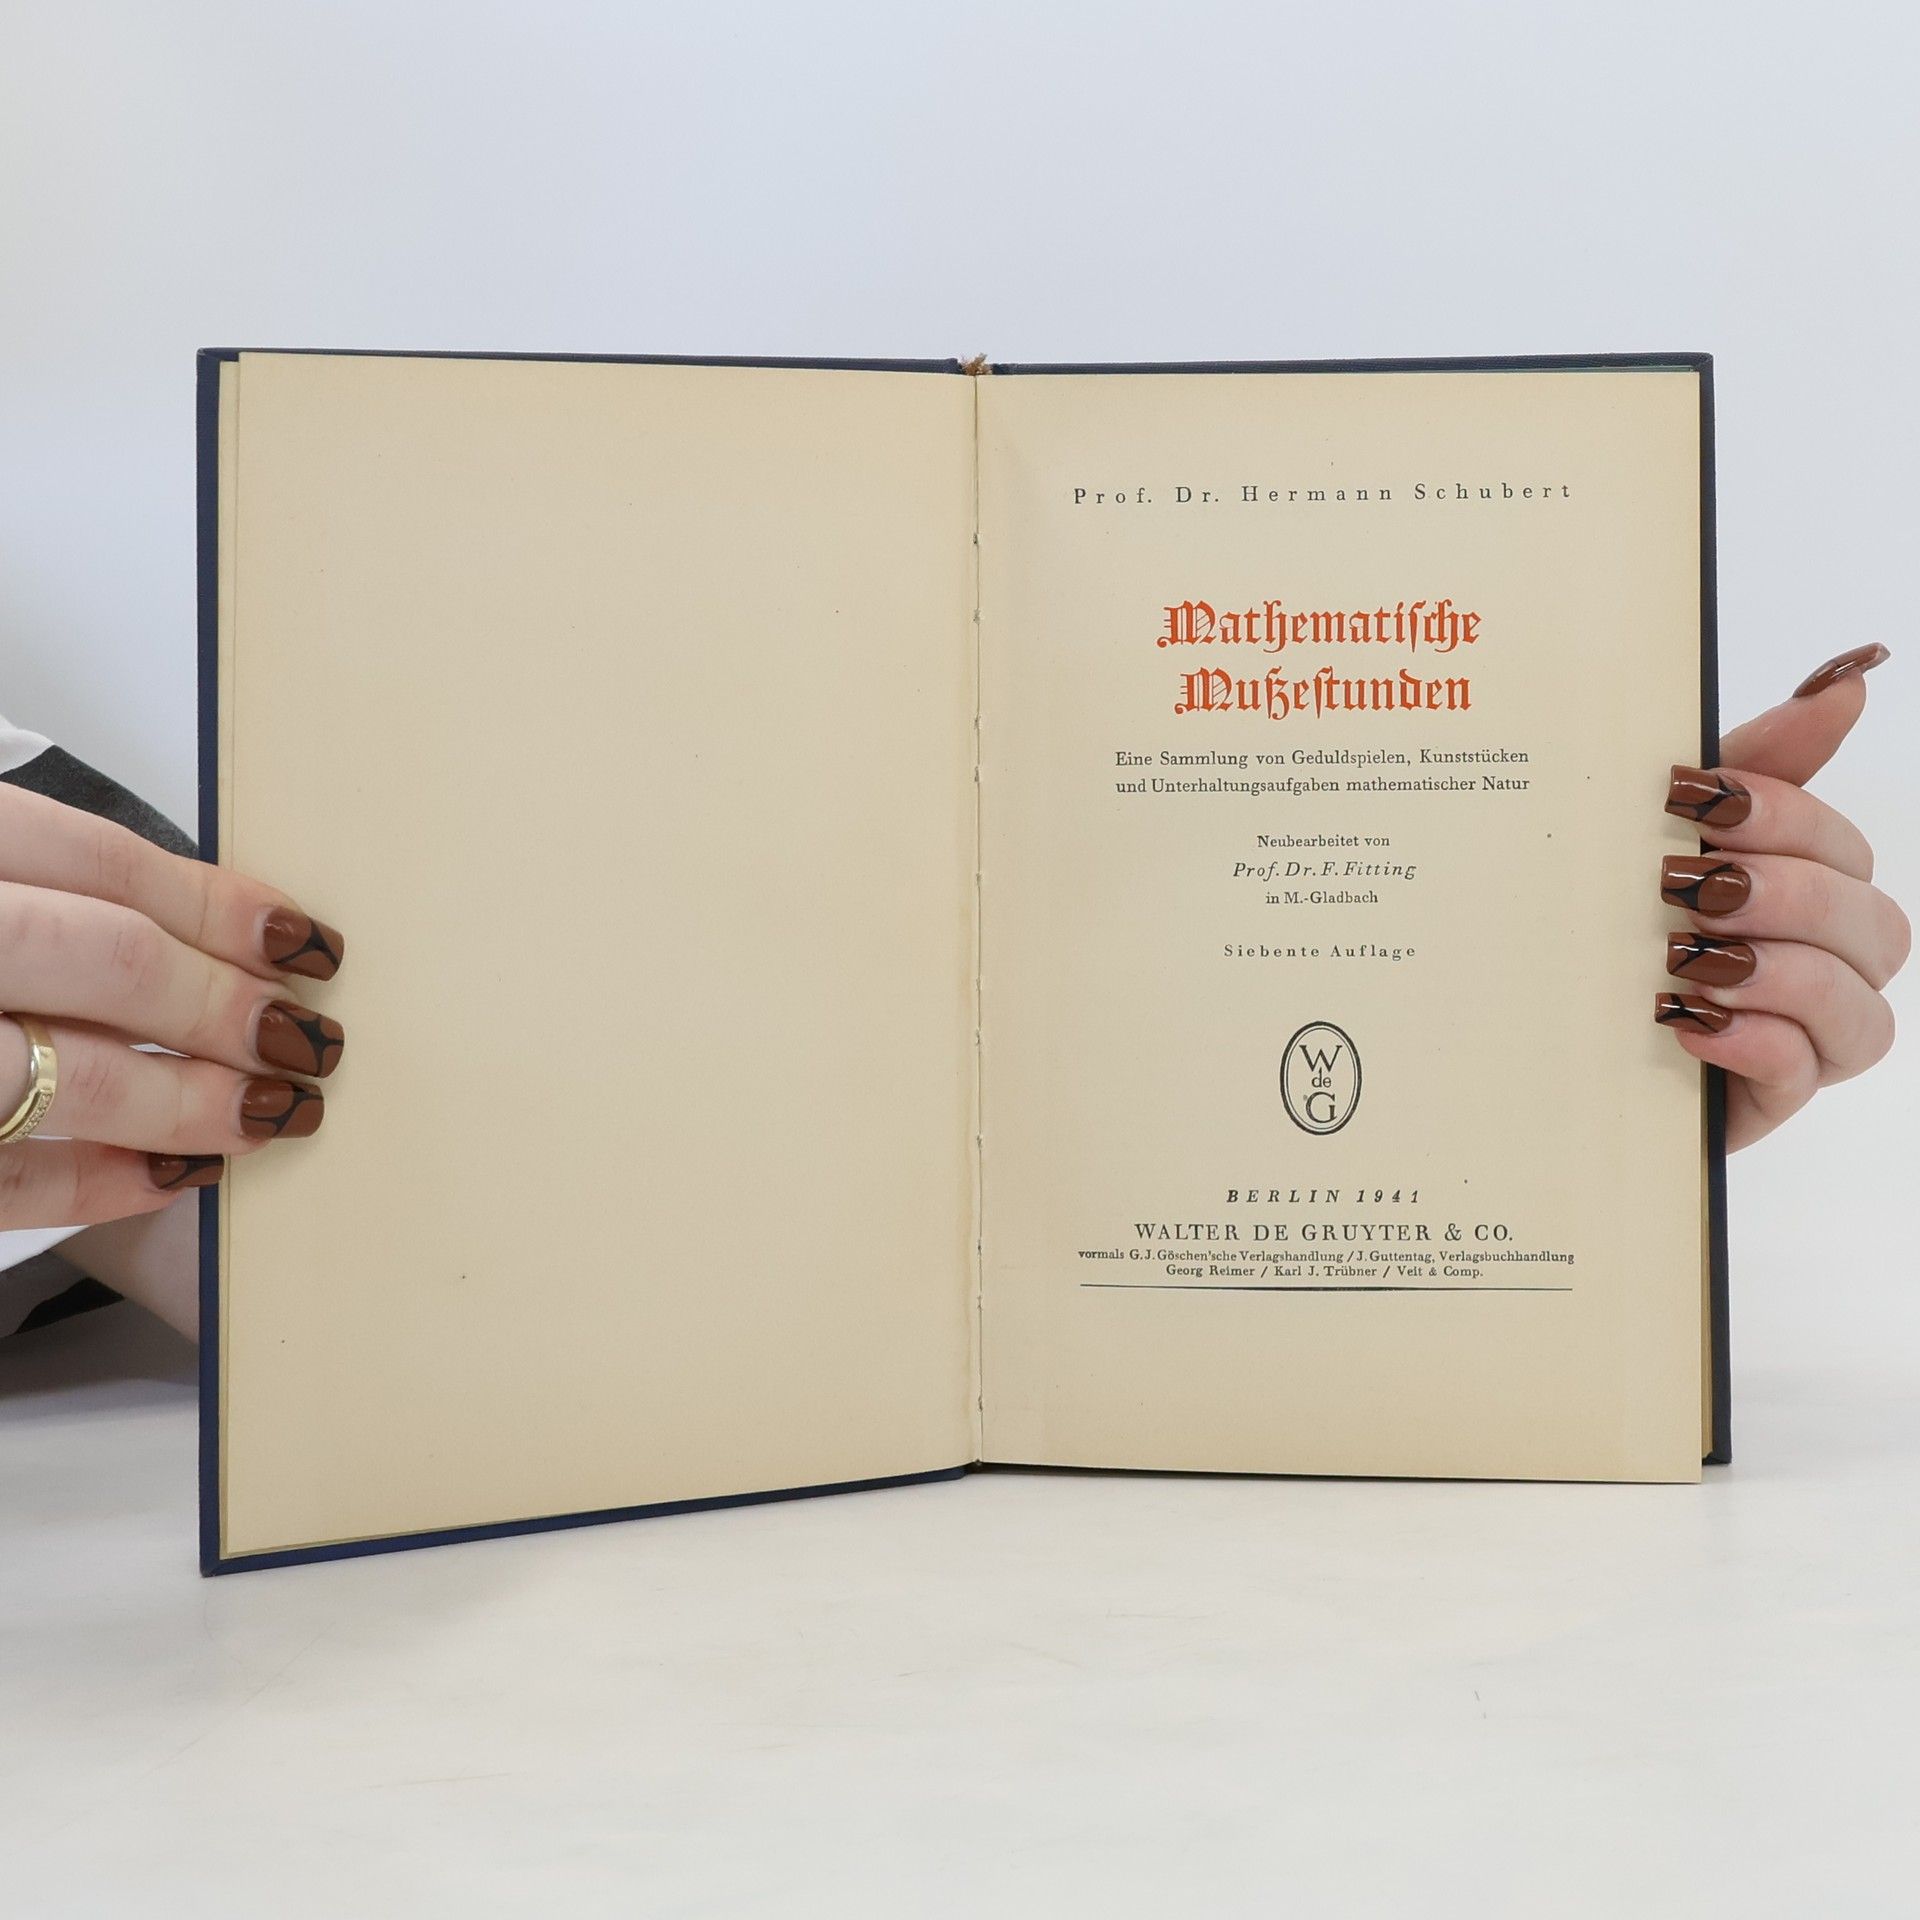 Prof. Dr. Hermann Schubert
Mathematiſche
Mußeſtunden
Eine Sammlung von Geduldspielen, Kunststücken
und Unterhaltungsaufgaben mathematischer Natur
Neubearbeitet von
Prof. Dr. F. Fitting
in M.-Gladbach
Siebente Auflage
W
de
G
BERLIN 1941
WALTER DE GRUYTER & CO.
vormals G. J. Göschen'sche Verlagshandlung / J. Guttentag, Verlagsbuchhandlung
Georg Reimer / Karl J. Trübner / Veit & Comp.